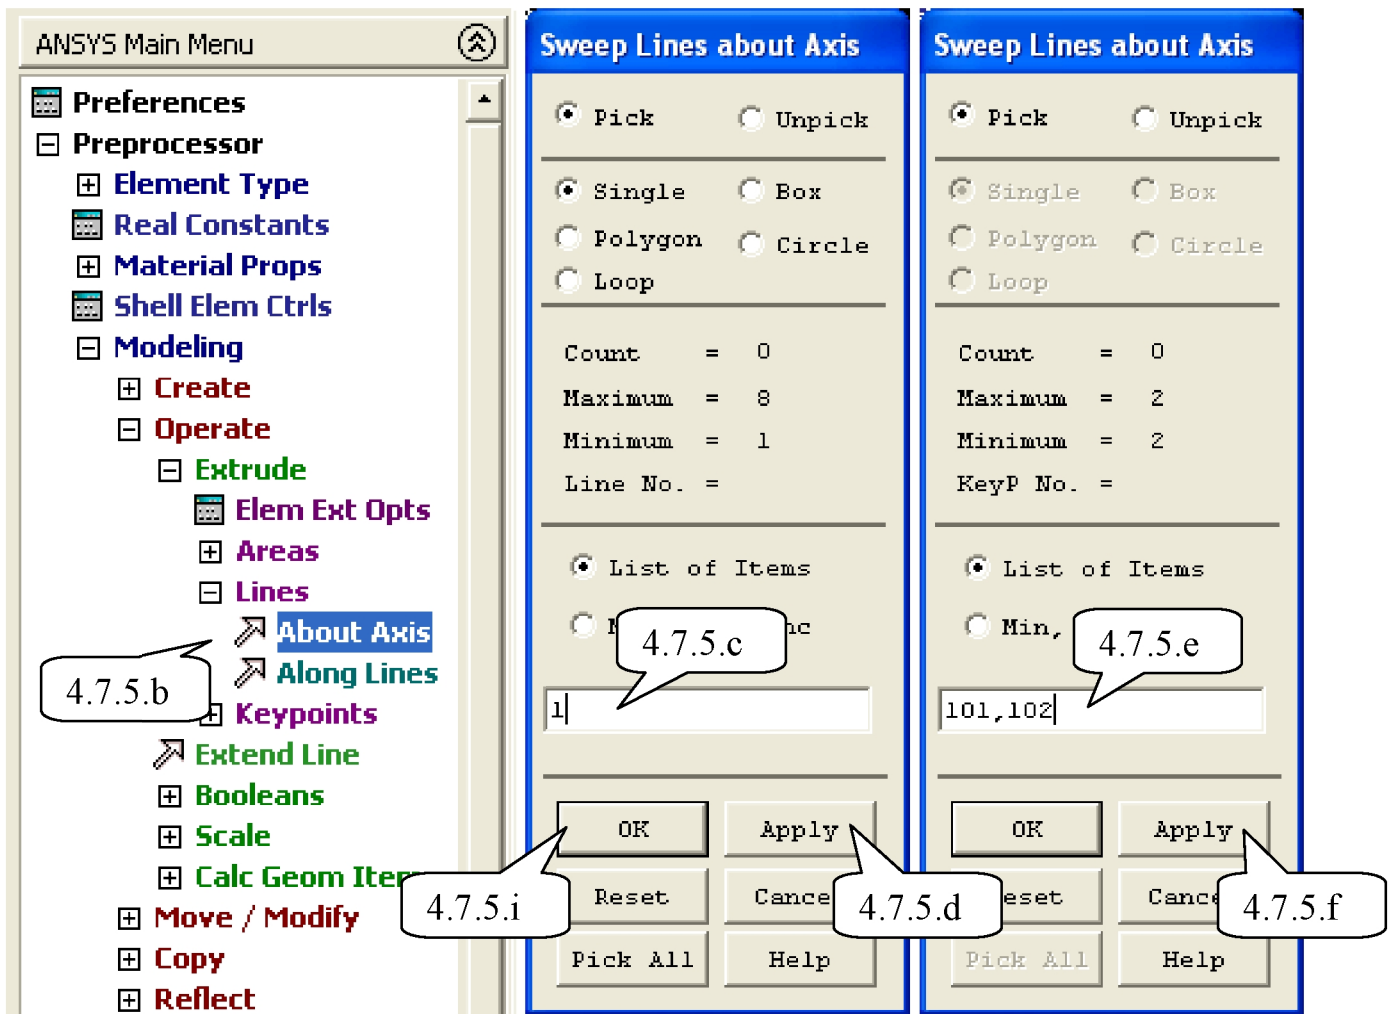 ANSYS Main Menu
Preferences
Preprocessor
Element Type
Real Constants
Material Props
Shell Elem Ctrls
Modeling
Create
Operate
Extrude
Elem Ext Opts
Areas
Lines
About Axis
Along Lines
4.7.5.b
Keypoints
Extend Line
Booleans
Scale
Calc Geom
Move / Modify
Copy
Reflect
Sweep Lines about Axis
Pick Unpick
Single Box
Polygon Circle
Loop
Count = 0
Maximum = 8
Minimum = 1
Line No. =
List of Items
4.7.5.c
1
OK Apply
Reset
4.7.5.i
4.7.5.d
Pick All Help
Sweep Lines about Axis
Pick Unpick
Single Box
Polygon Circle
Loop
Count = 0
Maximum = 2
Minimum = 2
KeyP No. =
List of Items
Min,
4.7.5.e
101,102
OK Apply
4.7.5.f
Pick All Help